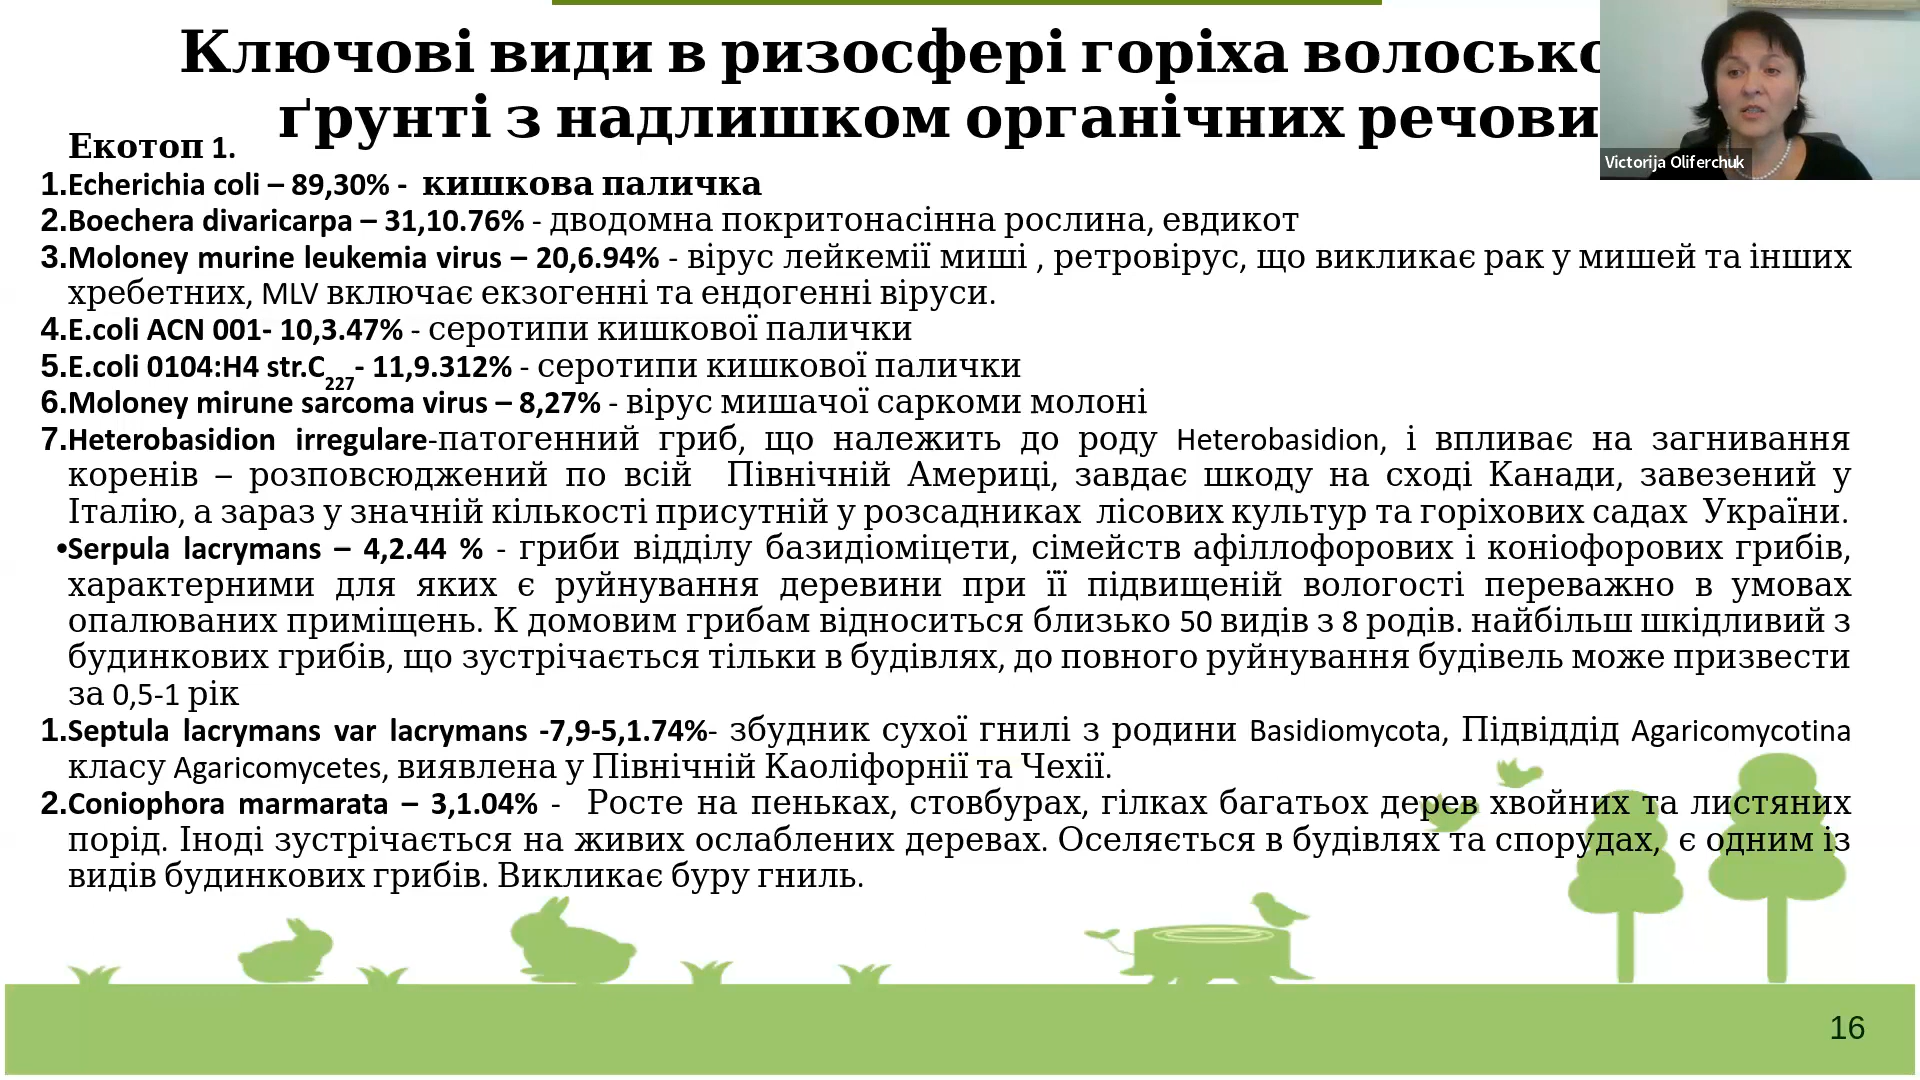 Ключові види в ризосфері горіха волосько
ґрунті з надлишком органічних речови
Victorija Oliferchuk
Екотоп 1.
1.Echerichia coli – 89,30% - кишкова паличка
2.Boechera divaricarpa – 31,10.76% - дводомна покритонасінна рослина, евдикот
3.Moloney murine leukemia virus – 20,6.94% - вірус лейкемії миші , ретровірус, що викликає рак у мишей та інших
хребетних, MLV включає екзогенні та ендогенні віруси.
4.E.coli ACN 001- 10,3.47% - серотипи кишкової палички
5.E.coli 0104:H4 str.C227- 11,9.312% - серотипи кишкової палички
6.Moloney mirune sarcoma virus – 8,27% - вірус мишачої саркоми молоні
7.Heterobasidion irregulare-патогенний гриб, що належить до роду Heterobasidion, і впливає на загнивання
коренів – розповсюджений по всій Північній Америці, завдає шкоду на сході Канади, завезений у
Італію, а зараз у значній кількості присутній у розсадниках лісових культур та горіхових садах України.
•Serpula lacrymans – 4,2.44 % - гриби відділу базидіоміцети, сімейств афіллофорових і коніофорових грибів,
характерними для яких є руйнування деревини при її підвищеній вологості переважно в умовах
опалюваних приміщень. К домовим грибам відноситься близько 50 видів з 8 родів. найбільш шкідливий з
будинкових грибів, що зустрічається тільки в будівлях, до повного руйнування будівель може призвести
за 0,5-1 рік
1.Septula lacrymans var lacrymans -7,9-5,1.74%- збудник сухої гнилі з родини Basidiomycota, Підвіддід Agaricomycotina
класу Agaricomycetes, виявлена у Північній Каоліфорнії та Чехії.
2.Coniophora marmarata – 3,1.04% - Росте на пеньках, стовбурах, гілках багатьох дерев хвойних та листяних
порід. Іноді зустрічається на живих ослаблених деревах. Оселяється в будівлях та спорудах, є одним із
видів будинкових грибів. Викликає буру гниль.
16